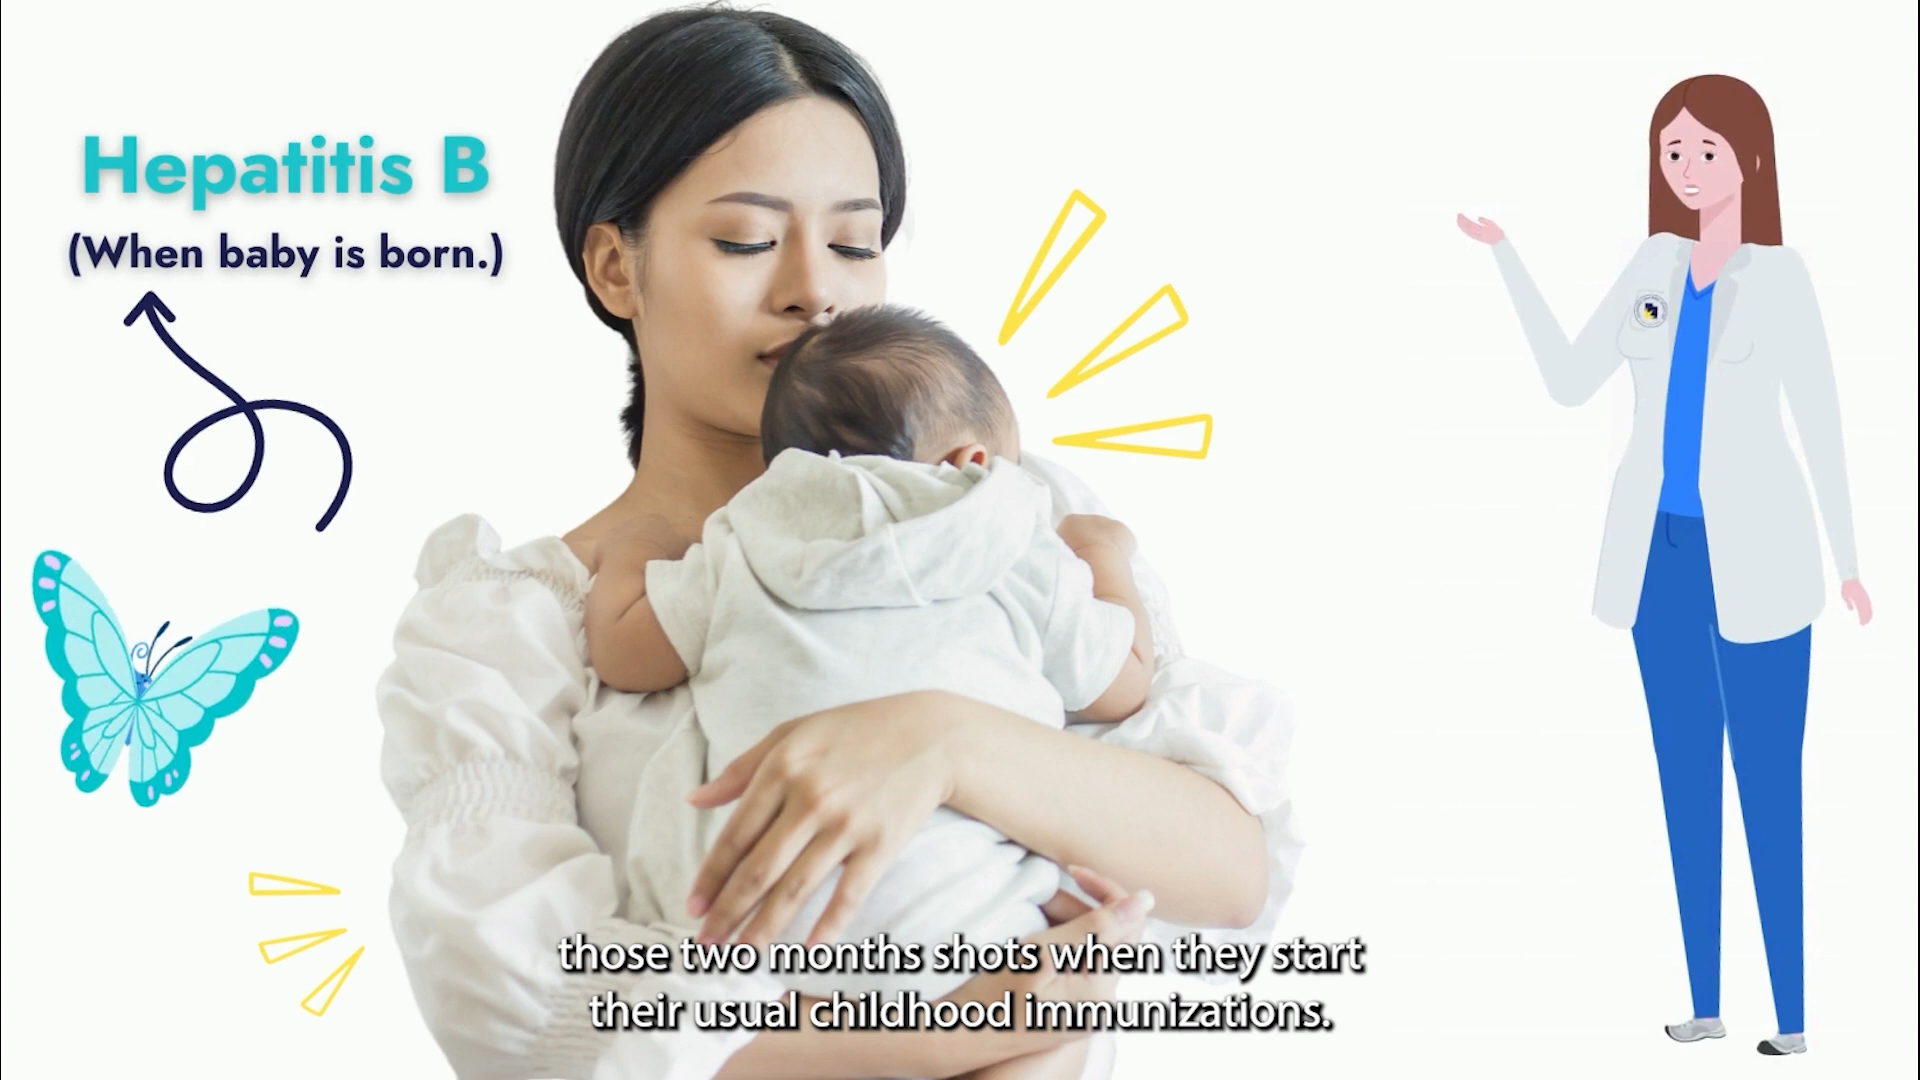 Hepatitis B
(When baby is born.)
those two months shots when they start
their usual childhood immunizations.